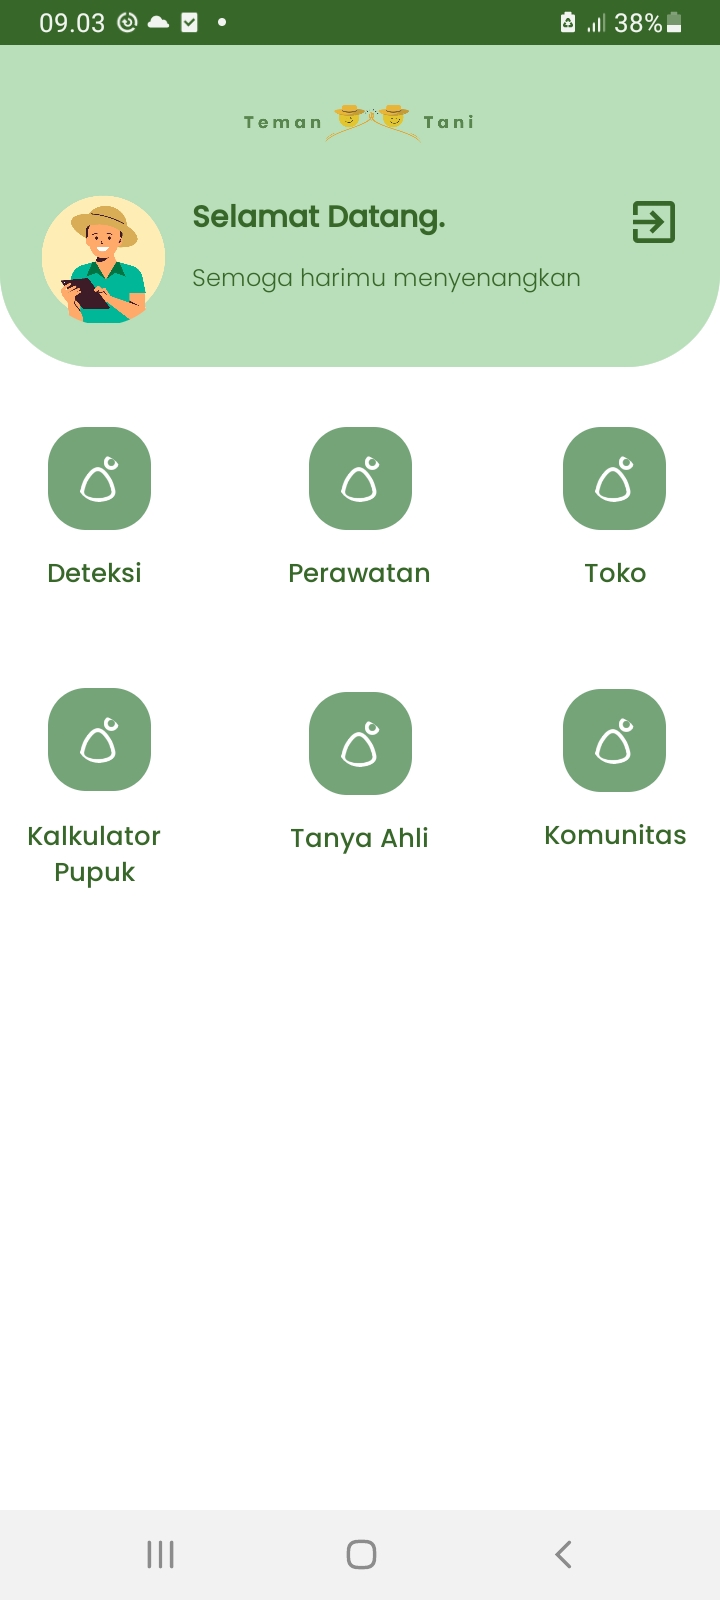 09.03 38%
Teman Tani
Selamat Datang.
Semoga harimu menyenangkan
Deteksi Perawatan Toko
Kalkulator Pupuk Tanya Ahli Komunitas